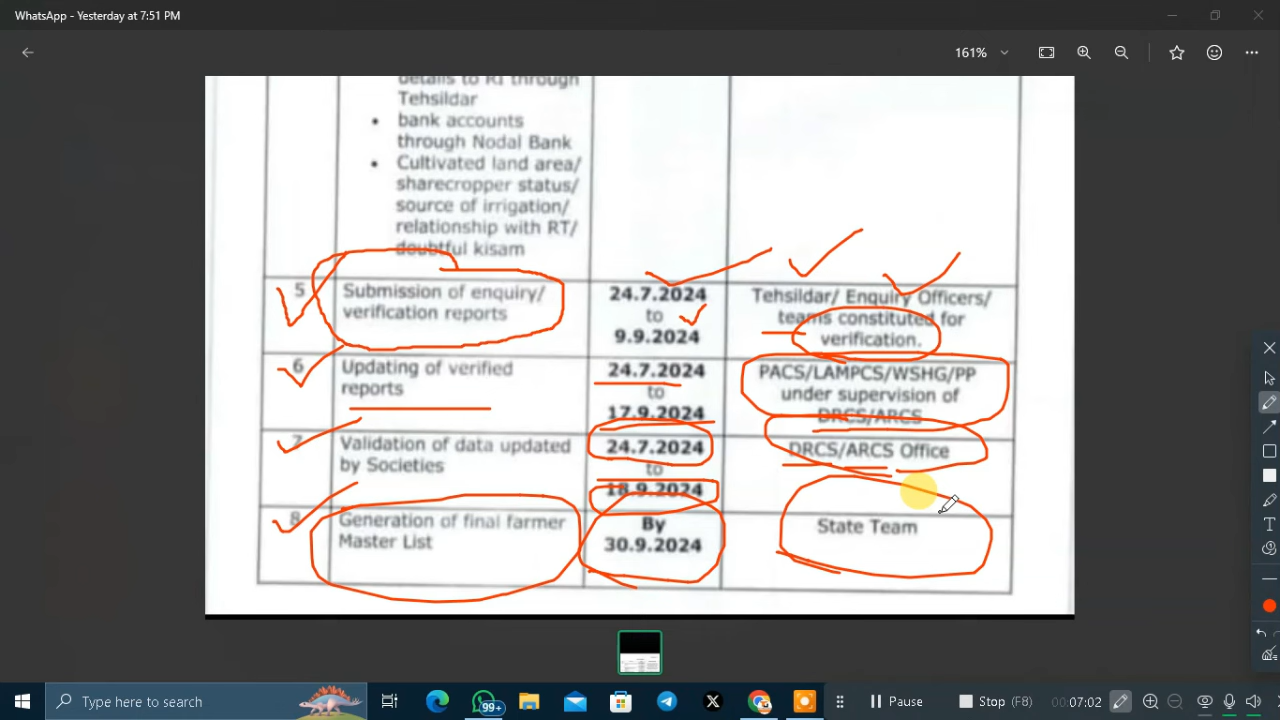 WhatsApp - Yesterday at 7:51 PM
161%
details to RI through
Tehsildar
• bank accounts
through Nodal Bank
• Cultivated land area/
sharecropper status/
source of irrigation/
relationship with RT/
doubtful kisam
5 Submission of enquiry/ verification reports
24.7.2024
to
9.9.2024
Tehsildar/ Enquiry Officers/
teams constituted for
verification.
6 Updating of verified
reports
24.7.2024
to
17.9.2024
PACS/LAMPCS/WSHG/PP
under supervision of
DRCS/ARCS
7 Validation of data updated
by Societies
24.7.2024
to
18.9.2024
DRCS/ARCS Office
8 Generation of final farmer
Master List
By
30.9.2024
State Team
Type here to search
99+
Pause
Stop (F8)
00:07:02